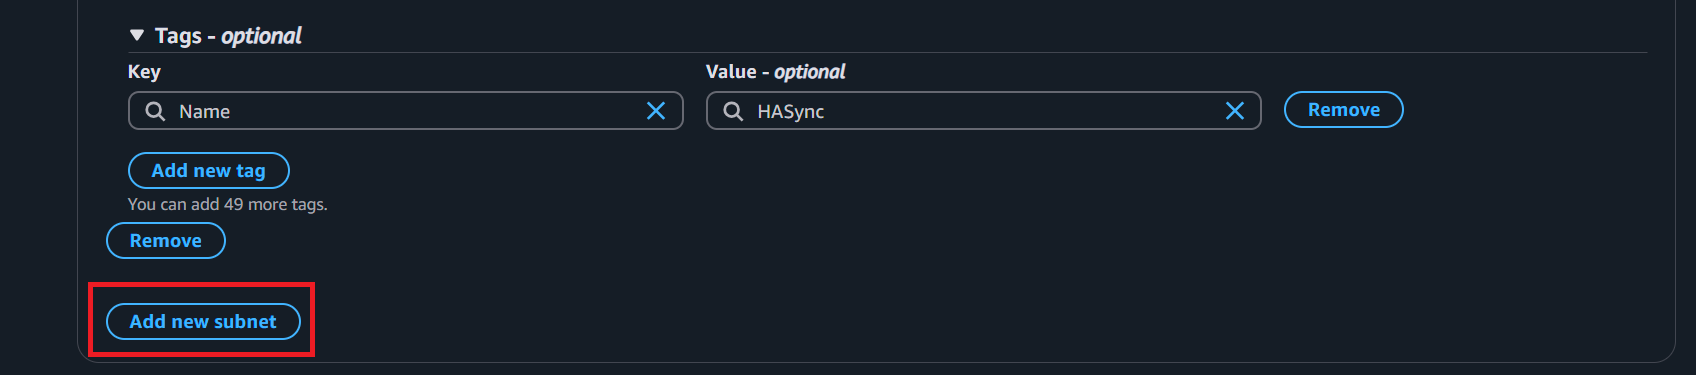 Tags - optional
Key
Value - optional
Name
HASync
Remove
Add new tag
You can add 49 more tags.
Remove
Add new subnet